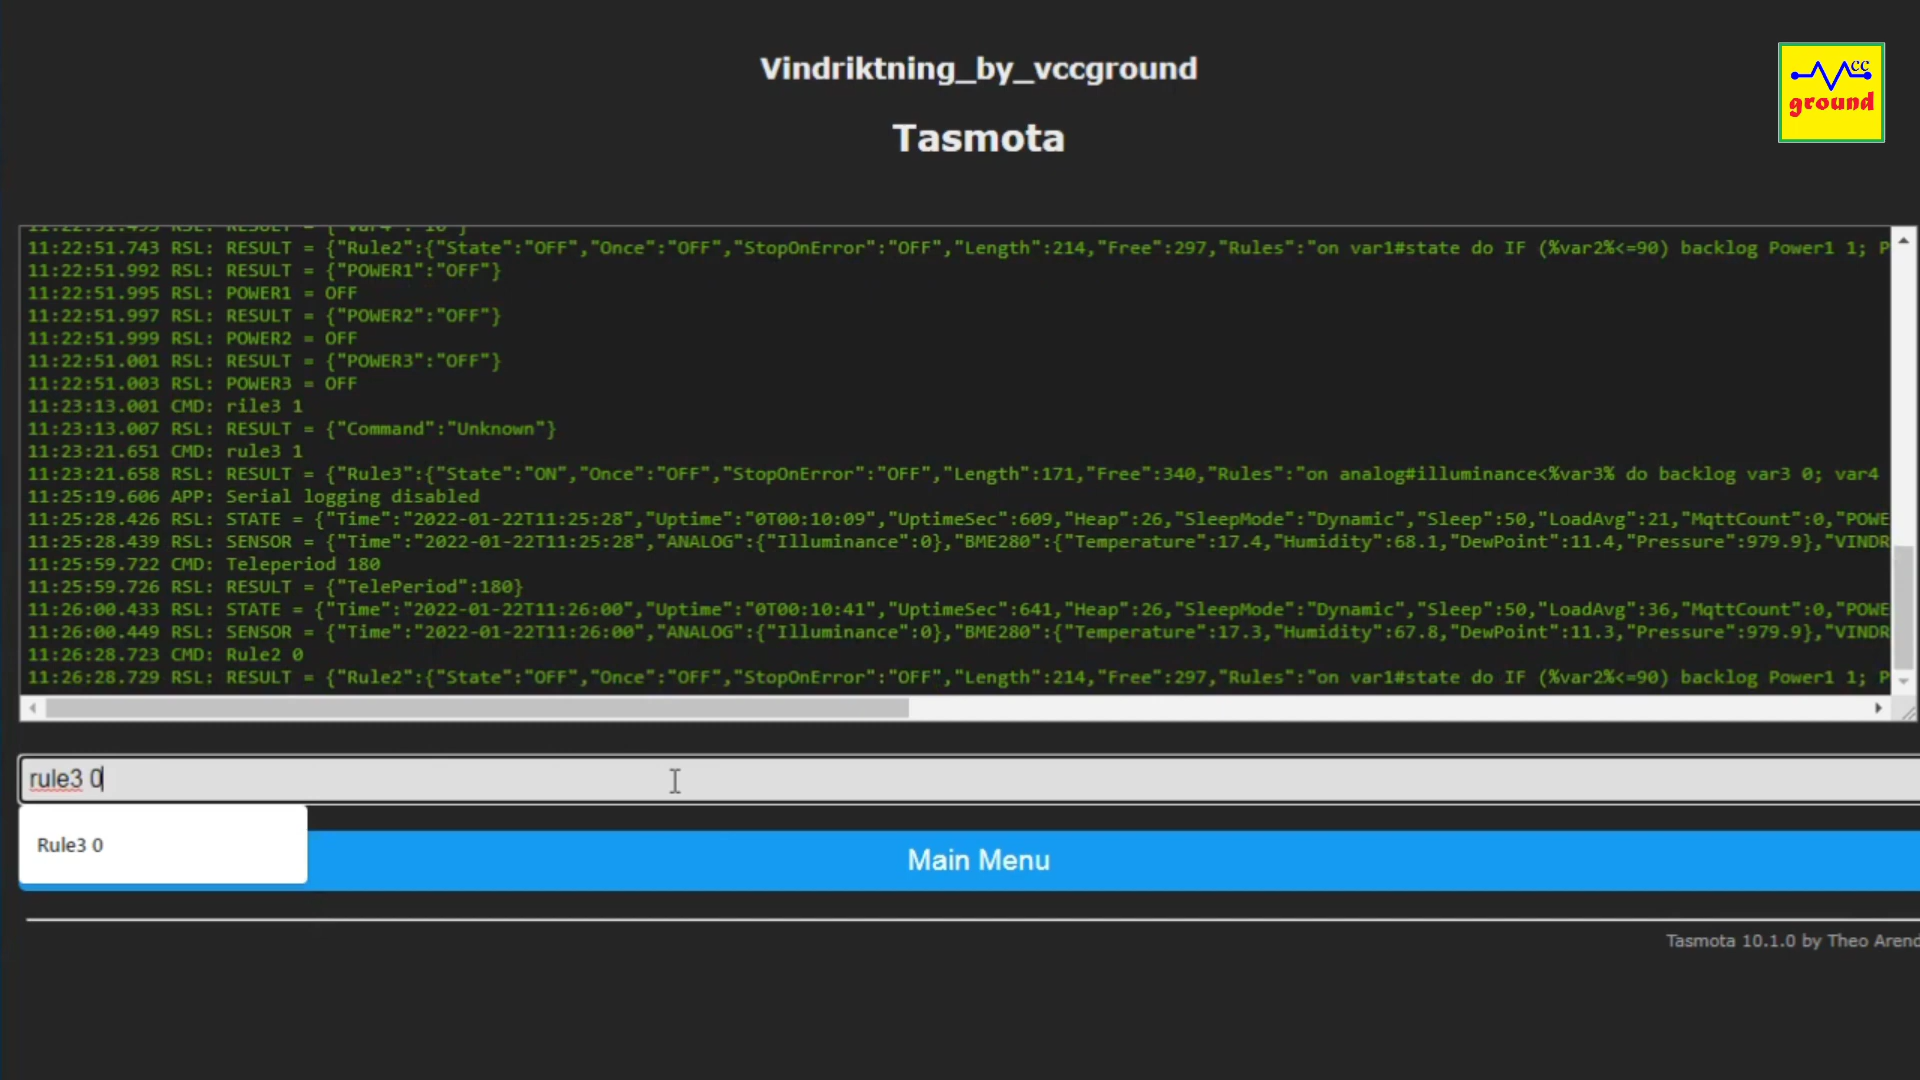 Vindriktning_by_vccground
cc
ground
Tasmota
11:22:51.743 RSL: RESULT = {"Rule2":{"State":"OFF","Once":"OFF","StopOnError":"OFF","Length":214,"Free":297,"Rules":"on var1#state do IF (%var2%<=90) backlog Power1 1; P
11:22:51.992 RSL: RESULT = {"POWER1":"OFF"}
11:22:51.995 RSL: POWER1 = OFF
11:22:51.997 RSL: RESULT = {"POWER2":"OFF"}
11:22:51.999 RSL: POWER2 = OFF
11:22:51.001 RSL: RESULT = {"POWER3":"OFF"}
11:22:51.003 RSL: POWER3 = OFF
11:23:13.001 CMD: rile3 1
11:23:13.007 RSL: RESULT = {"Command":"Unknown"}
11:23:21.651 CMD: rule3 1
11:23:21.658 RSL: RESULT = {"Rule3":{"State":"ON","Once":"OFF","StopOnError":"OFF","Length":171,"Free":340,"Rules":"on analog#illuminance<%var3% do backlog var3 0; var4
11:25:19.606 APP: Serial logging disabled
11:25:28.426 RSL: STATE = {"Time":"2022-01-22T11:25:28","Uptime":"0T00:10:09","UptimeSec":609,"Heap":26,"SleepMode":"Dynamic","Sleep":50,"LoadAvg":21,"MqttCount":0,"POWE
11:25:28.439 RSL: SENSOR = {"Time":"2022-01-22T11:25:28","ANALOG":{"Illuminance":0},"BME280":{"Temperature":17.4,"Humidity":68.1,"DewPoint":11.4,"Pressure":979.9},"VINDR
11:25:59.722 CMD: Teleperiod 180
11:25:59.726 RSL: RESULT = {"TelePeriod":180}
11:26:00.433 RSL: STATE = {"Time":"2022-01-22T11:26:00","Uptime":"0T00:10:41","UptimeSec":641,"Heap":26,"SleepMode":"Dynamic","Sleep":50,"LoadAvg":36,"MqttCount":0,"POWE
11:26:00.449 RSL: SENSOR = {"Time":"2022-01-22T11:26:00","ANALOG":{"Illuminance":0},"BME280":{"Temperature":17.3,"Humidity":67.8,"DewPoint":11.3,"Pressure":979.9},"VINDR
11:26:28.723 CMD: Rule2 0
11:26:28.729 RSL: RESULT = {"Rule2":{"State":"OFF","Once":"OFF","StopOnError":"OFF","Length":214,"Free":297,"Rules":"on var1#state do IF (%var2%<=90) backlog Power1 1; P
rule3 0
Rule3 0
Main Menu
Tasmota 10.1.0 by Theo Arend